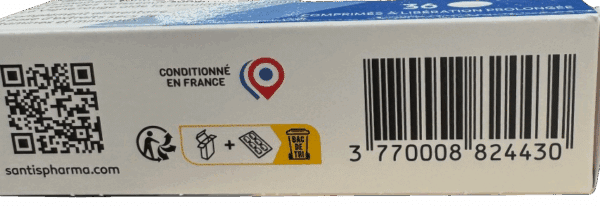 36
COMPRIMÉS À LIBÉRATION PROLONGÉE
CONDITIONNÉ
EN FRANCE
santispharma.com
+
BAC
DE
TRI
3 770008 824430